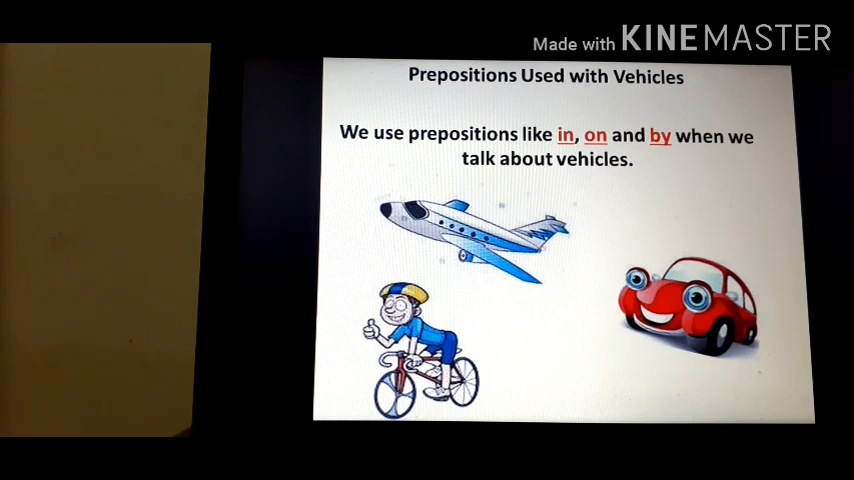 Made with KINEMASTER
Prepositions Used with Vehicles
We use prepositions like in, on and by when we
talk about vehicles.